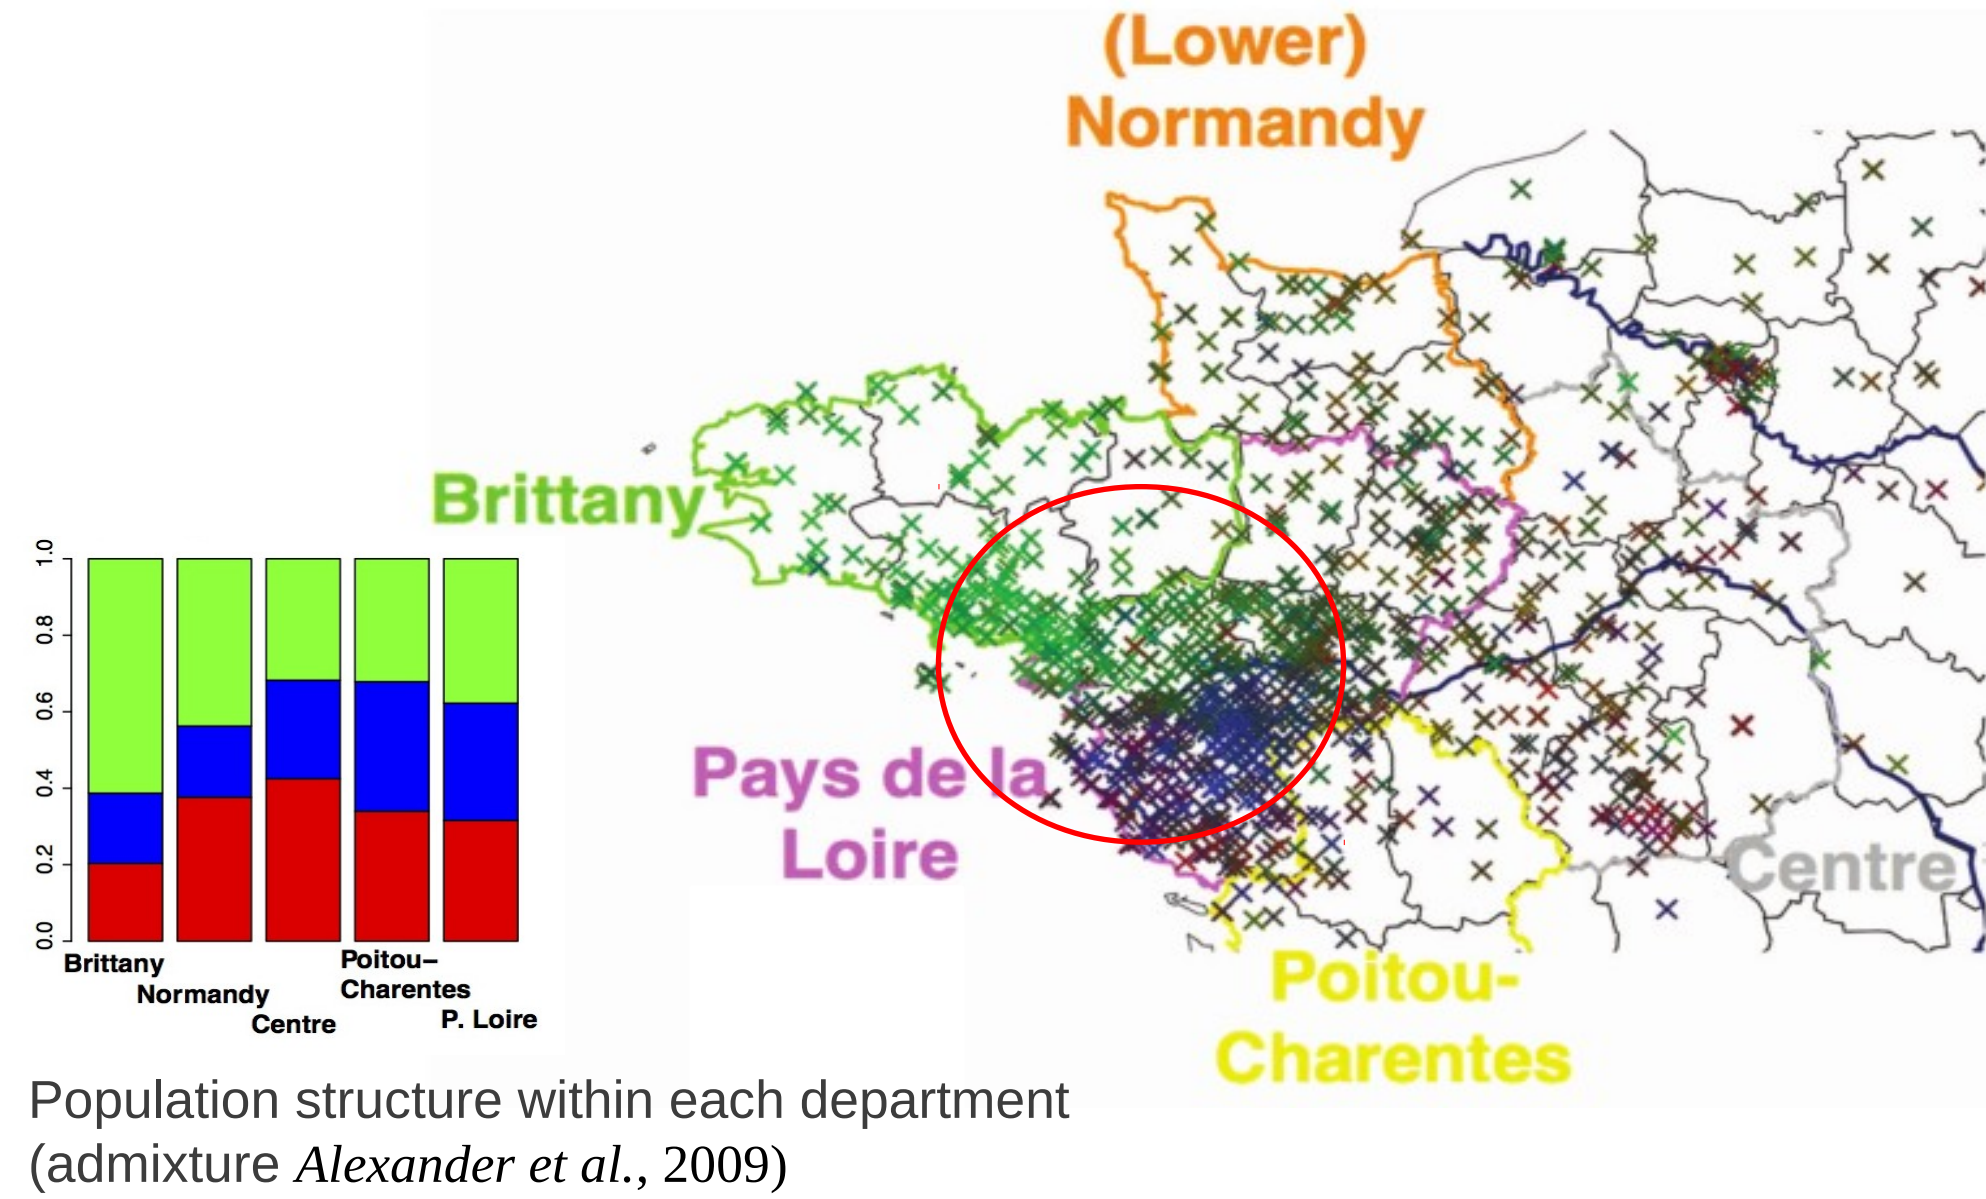 (Lower)
Normandy
Brittany
Pays de la
Loire
Centre
Poitou-
Charentes
1.0
0.8
0.6
0.4
0.2
0.0
Brittany
Normandy
Centre
Poitou–
Charentes
P. Loire
Population structure within each department
(admixture Alexander et al., 2009)